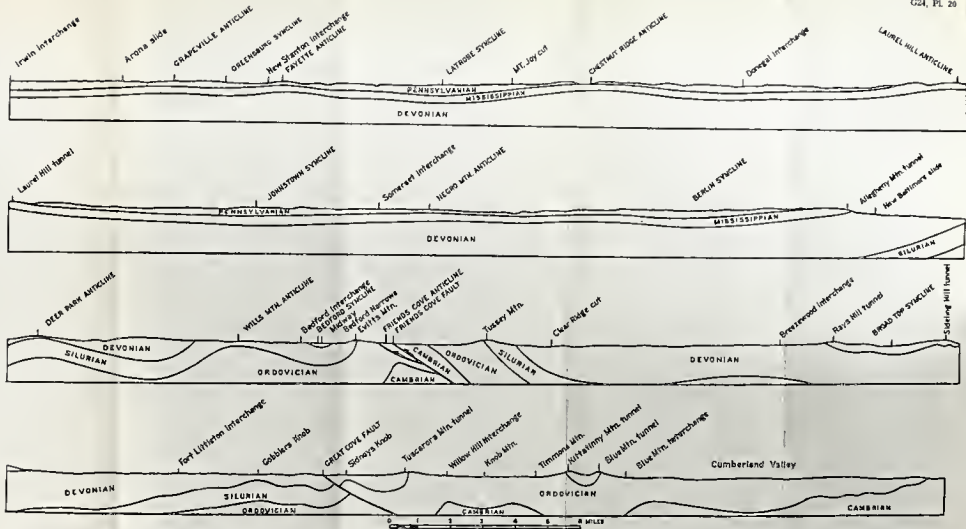 G24, PL. 20
Irwin interchange
Arona slide
GRAPEVILLE ANTICLINE
GREENSBURG SYNCLINE
New Stanton interchange
FAYETTE ANTICLINE
LATROBE SYNCLINE
MT. Joy cut
CHESTNUT RIDGE ANTICLINE
Donegal interchange
LAUREL HILL ANTICLINE
PENNSYLVANIAN
MISSISSIPPIAN
DEVONIAN
Laurel Hill tunnel
JOHNSTOWN SYNCLINE
Somerset interchange
NEGRO MTN. ANTICLINE
BERLIN SYNCLINE
Allegheny Mtn. tunnel
New Baltimore slide
PENNSYLVANIAN
MISSISSIPPIAN
DEVONIAN
SILURIAN
DEER PARK ANTICLINE
WILLS MTN. ANTICLINE
Bedford Interchange
BEDFORD SYNCLINE
Midway
Bedford Narrows
Evitts Mtn.
FRIENDS COVE ANTICLINE
FRIENDS COVE FAULT
Tussey Mtn.
Clear Ridge cut
Breezewood Interchange
Rays Hill tunnel
BROAD TOP SYNCLINE
Sideling Hill tunnel
DEVONIAN
SILURIAN
ORDOVICIAN
CAMBRIAN
CAMBRIAN
ORDOVICIAN
SILURIAN
DEVONIAN
Fort Littleton Interchange
Gobblers Knob
GREAT COVE FAULT
Sidneys Knob
Tuscarora Mtn. tunnel
Willow Hill Interchange
Knob Mtn.
Timmons Mtn.
Kittatinny Mtn. tunnel
Blue Mtn. tunnel
Blue Mtn. Interchange
Cumberland Valley
DEVONIAN
SILURIAN
ORDOVICIAN
CAMBRIAN
ORDOVICIAN
CAMBRIAN
0 2 4 6 8 MILES